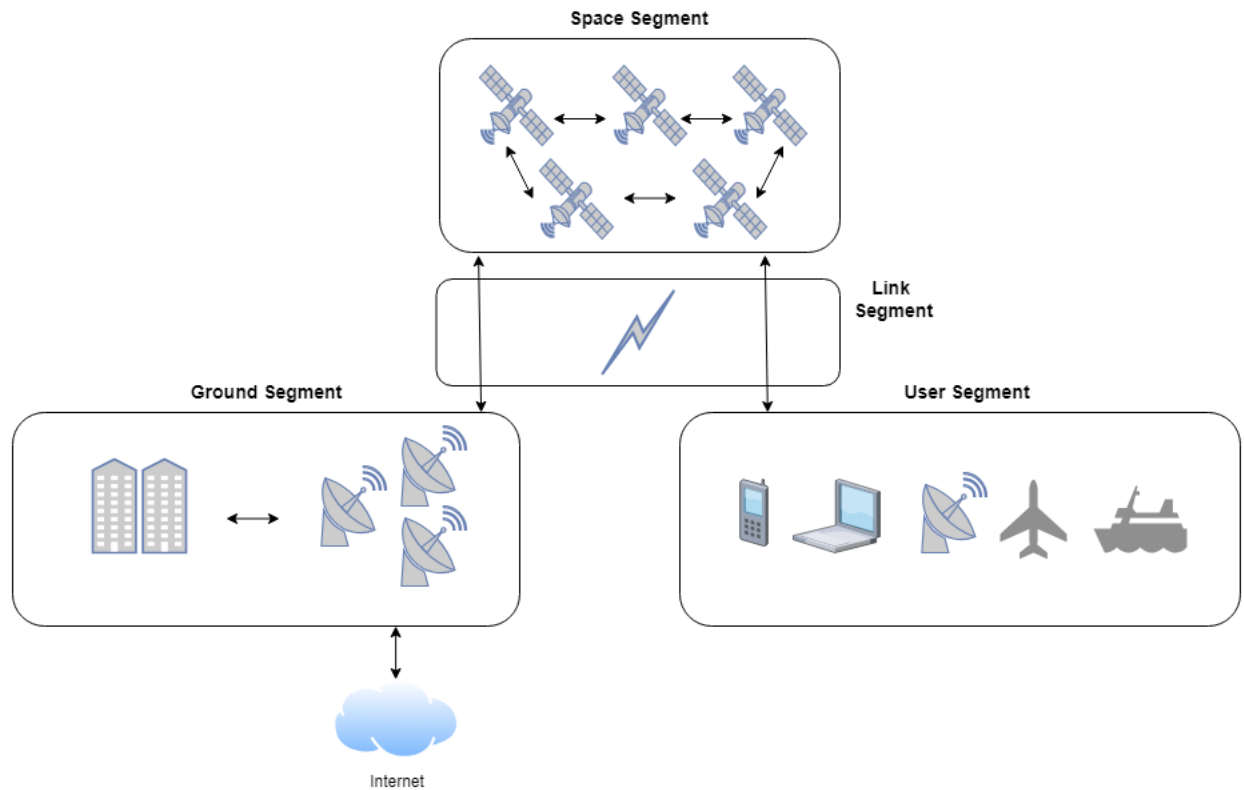 Space Segment
Link
Segment
Ground Segment
User Segment
Internet